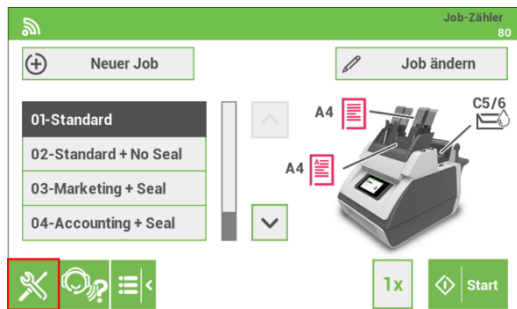 Job-Zähler
80
Neuer Job
Job ändern
01-Standard
02-Standard + No Seal
03-Marketing + Seal
04-Accounting + Seal
A4
C5/6
A4
1x
Start